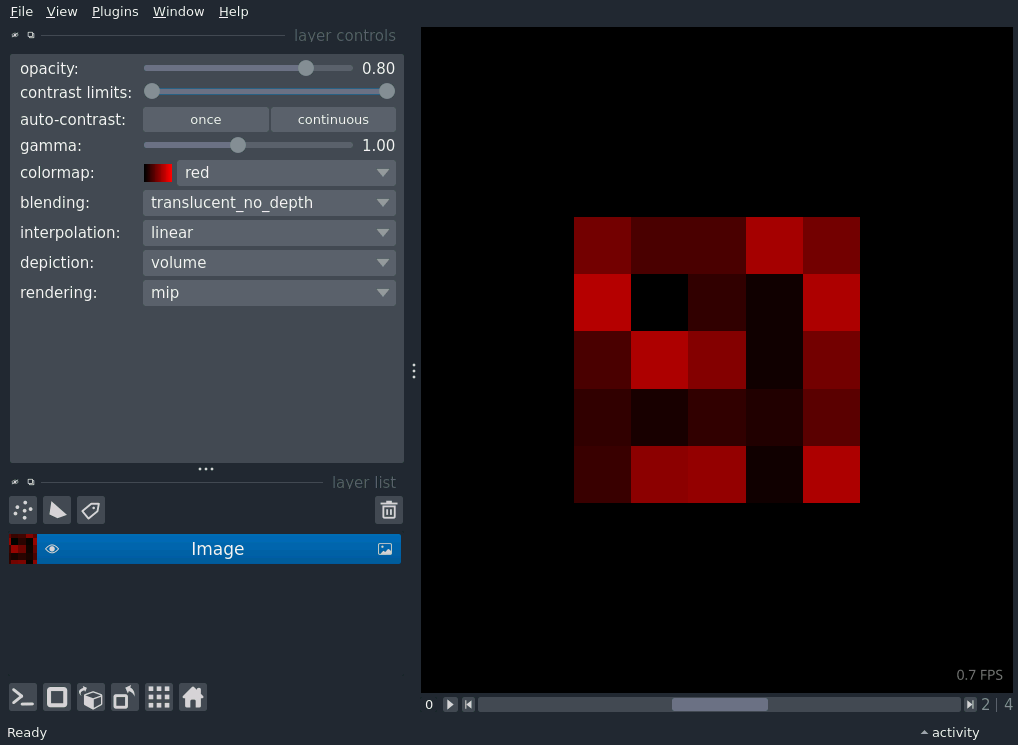 File View Plugins Window Help
layer controls
opacity: 0.80
contrast limits:
auto-contrast: once continuous
gamma: 1.00
colormap: red
blending: translucent_no_depth
interpolation: linear
depiction: volume
rendering: mip
layer list
Image
0.7 FPS
0 2 | 4
Ready activity